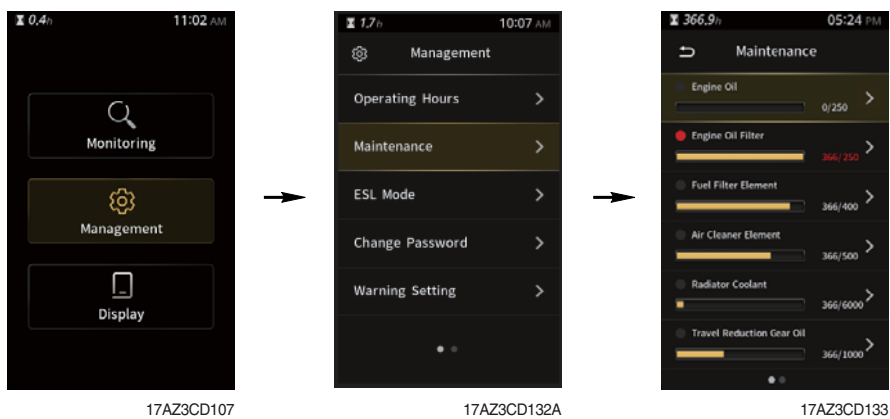 0.4h 11:02 AM
Monitoring
Management
Display
17AZ3CD107
1.7h 10:07 AM
Management
Operating Hours
Maintenance
ESL Mode
Change Password
Warning Setting
17AZ3CD132A
366.9h 05:24 PM
Maintenance
Engine Oil
0/250
Engine Oil Filter
366/250
Fuel Filter Element
366/400
Air Cleaner Element
366/500
Radiator Coolant
366/6000
Travel Reduction Gear Oil
366/1000
17AZ3CD133